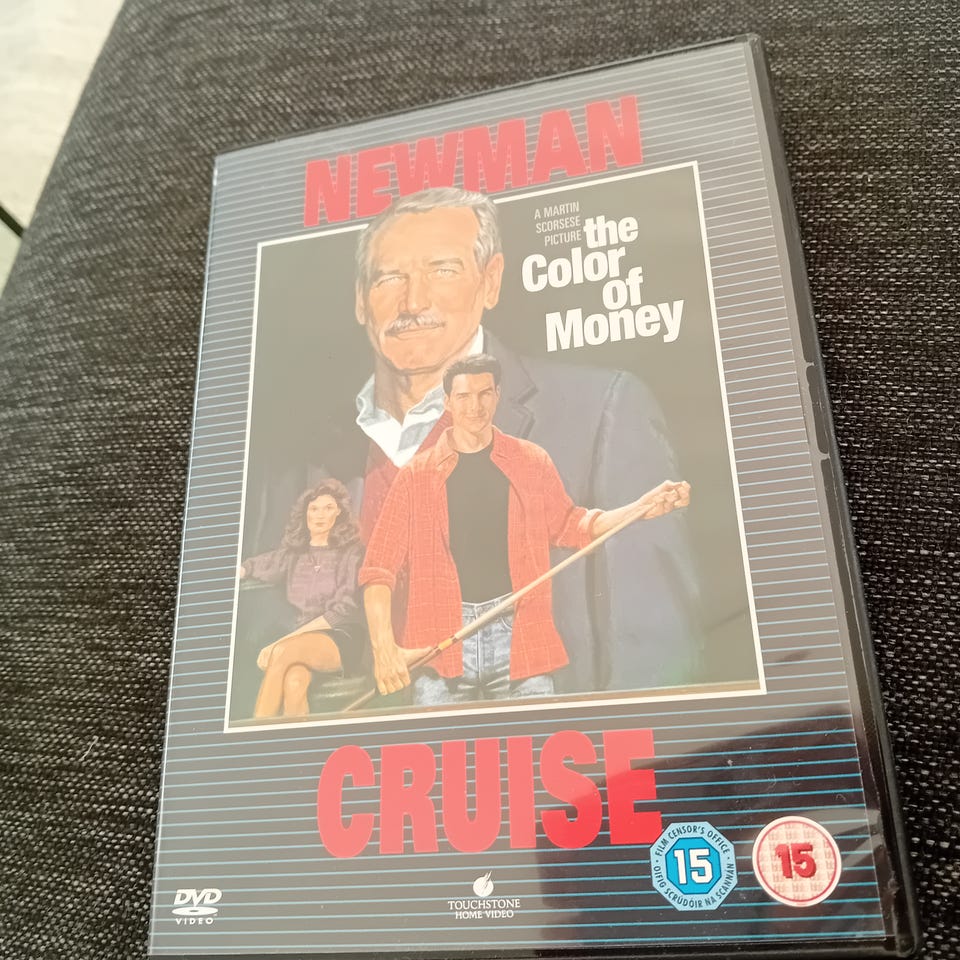 NEWMAN
A MARTIN
SCORSESE
PICTURE
the
Color
of
Money
CRUISE
DVD
VIDEO
TOUCHSTONE
HOME VIDEO
FILM CENSOR'S OFFICE
15
OIFIG SCRÚDÓIR NA SCANNÁN
15